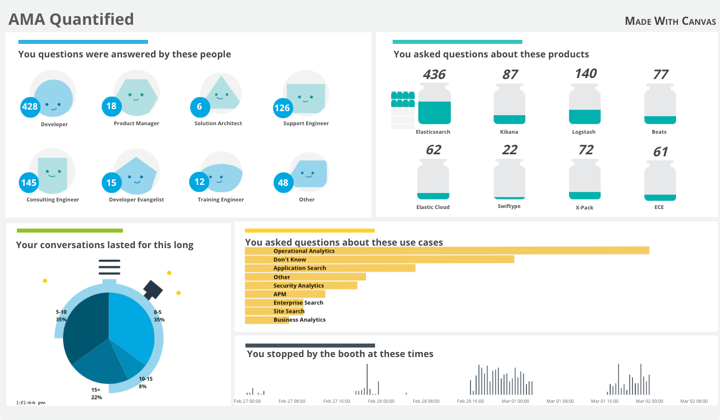 AMA Quantified
MADE WITH CANVAS
You questions were answered by these people
428
Developer
18
Product Manager
6
Solution Architect
126
Support Engineer
145
Consulting Engineer
15
Developer Evangelist
12
Training Engineer
48
Other
You asked questions about these products
436
Elasticsearch
87
Kibana
140
Logstash
77
Beats
62
Elastic Cloud
22
Swiftype
72
X-Pack
61
ECE
Your conversations lasted for this long
5-10
35%
0-5
35%
10-15
8%
15+
22%
You asked questions about these use cases
Operational Analytics
Don't Know
Application Search
Other
Security Analytics
APM
Enterprise Search
Site Search
Business Analytics
You stopped by the booth at these times
Feb 27 00:00
Feb 27 08:00
Feb 27 16:00
Feb 28 00:00
Feb 28 08:00
Feb 28 16:00
Mar 01 00:00
Mar 01 08:00
Mar 01 16:00
Mar 02 00:00
Mar 02 08:00